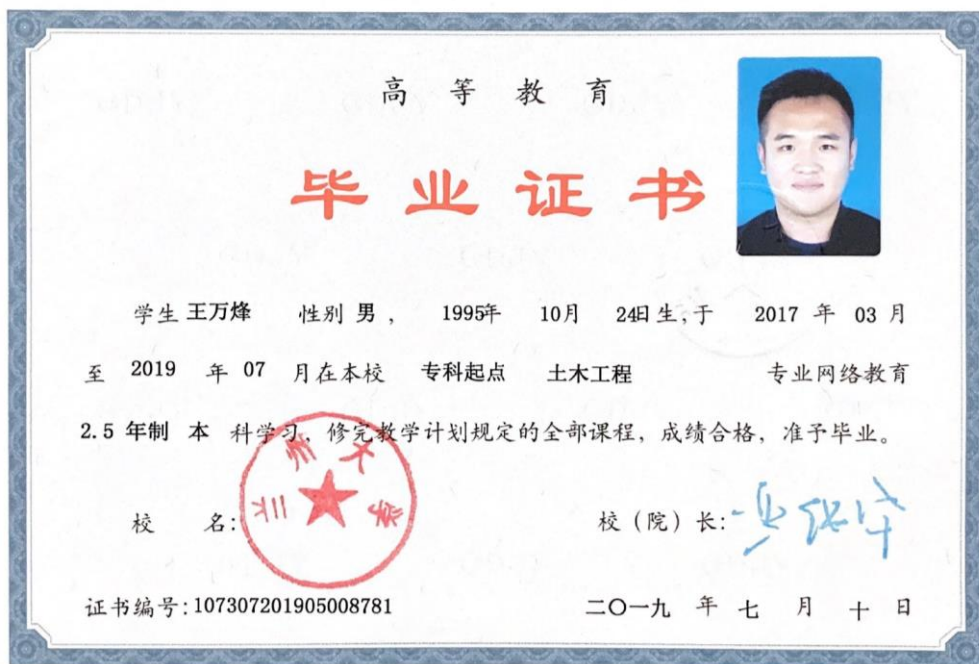 高等教育
毕业证书
学生 王万烽 性别 男, 1995年 10月 24日生,于 2017 年 03 月
至 2019 年 07 月在本校 专科起点 土木工程 专业网络教育
2.5 年制 本 科学习,修完教学计划规定的全部课程,成绩合格,准予毕业。
校 名:
校(院)长:
证书编号:107307201905008781
二〇一九 年 七 月 十 日